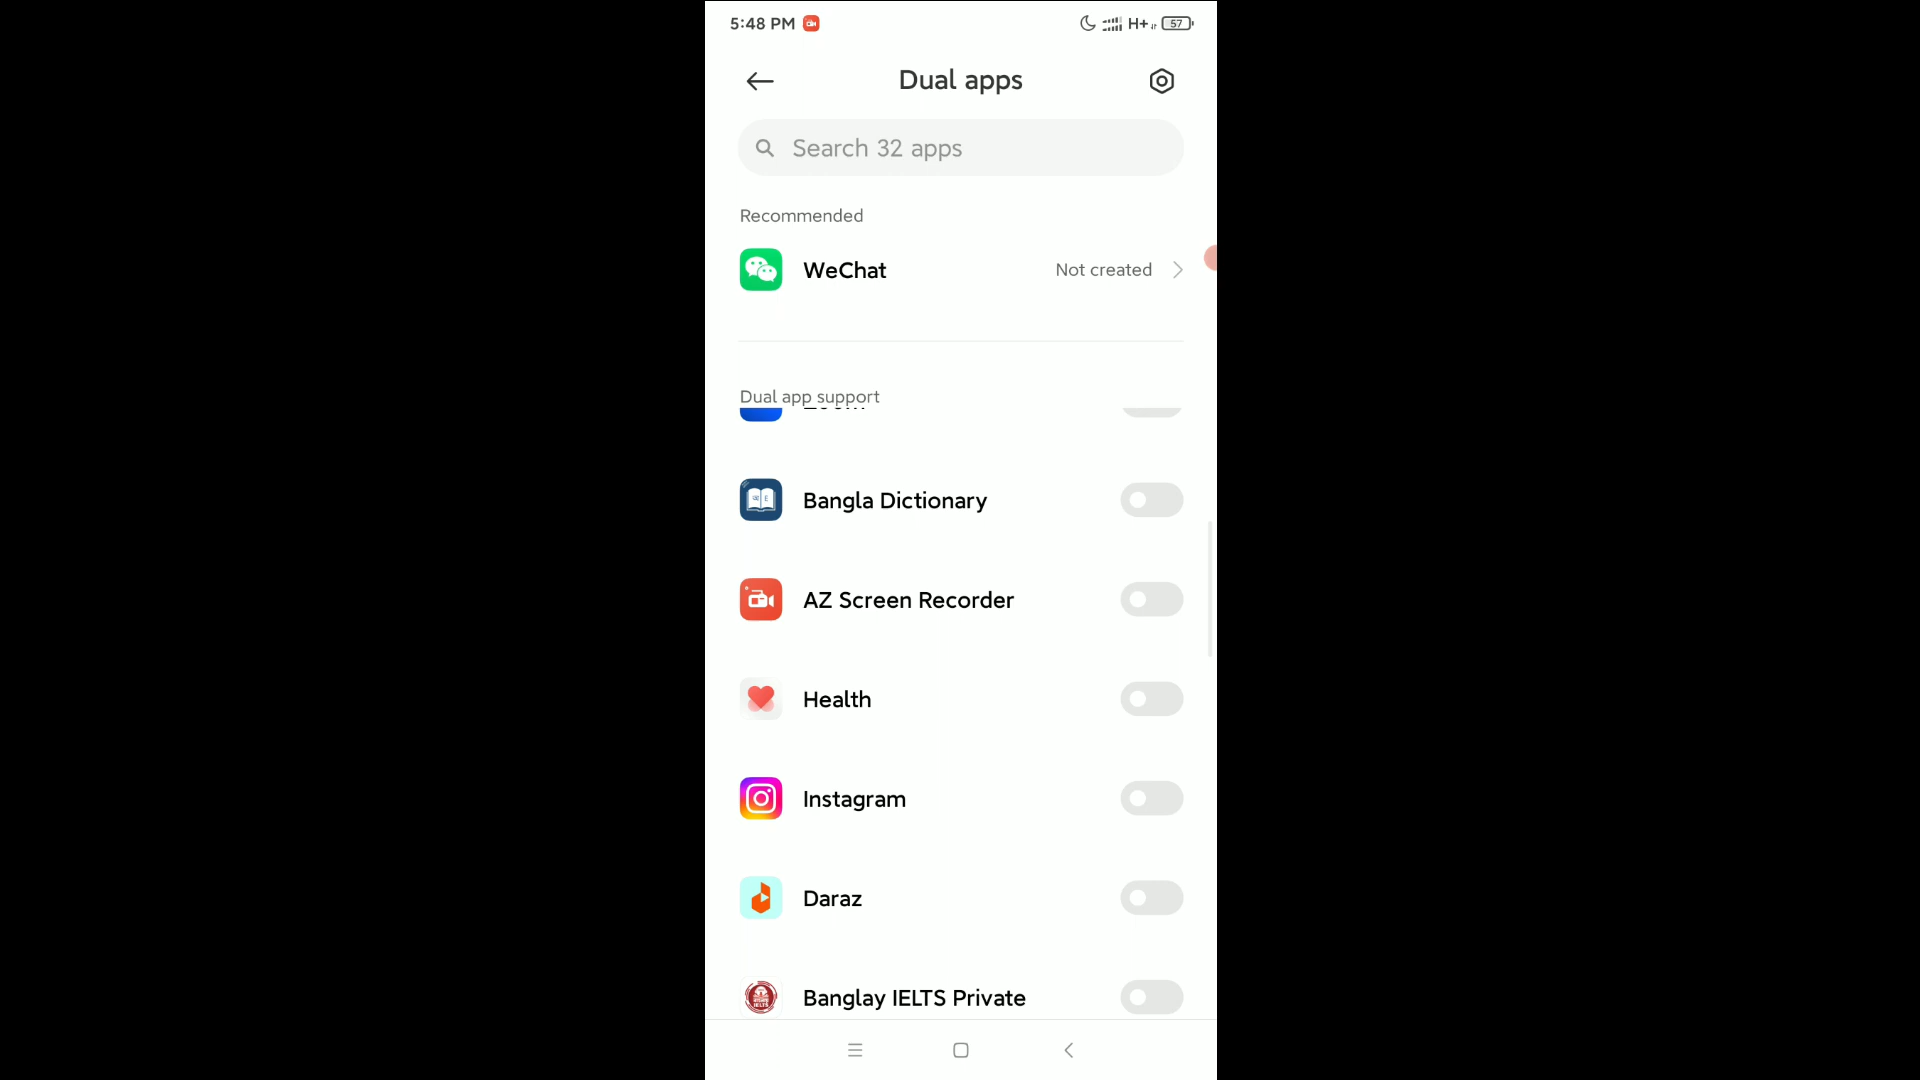 5:48 PM
H+
57
Dual apps
Search 32 apps
Recommended
WeChat
Not created
Dual app support
Zoom
Bangla Dictionary
AZ Screen Recorder
Health
Instagram
Daraz
Banglay IELTS Private